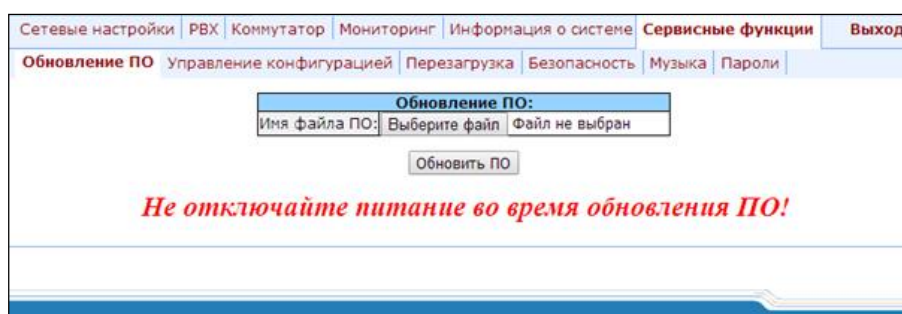 Сетевые настройки PBX Коммутатор Мониторинг Информация о системе Сервисные функции Выход
Обновление ПО Управление конфигурацией Перезагрузка Безопасность Музыка Пароли
Обновление ПО:
Имя файла ПО: Выберите файл Файл не выбран
Обновить ПО
Не отключайте питание во время обновления ПО!